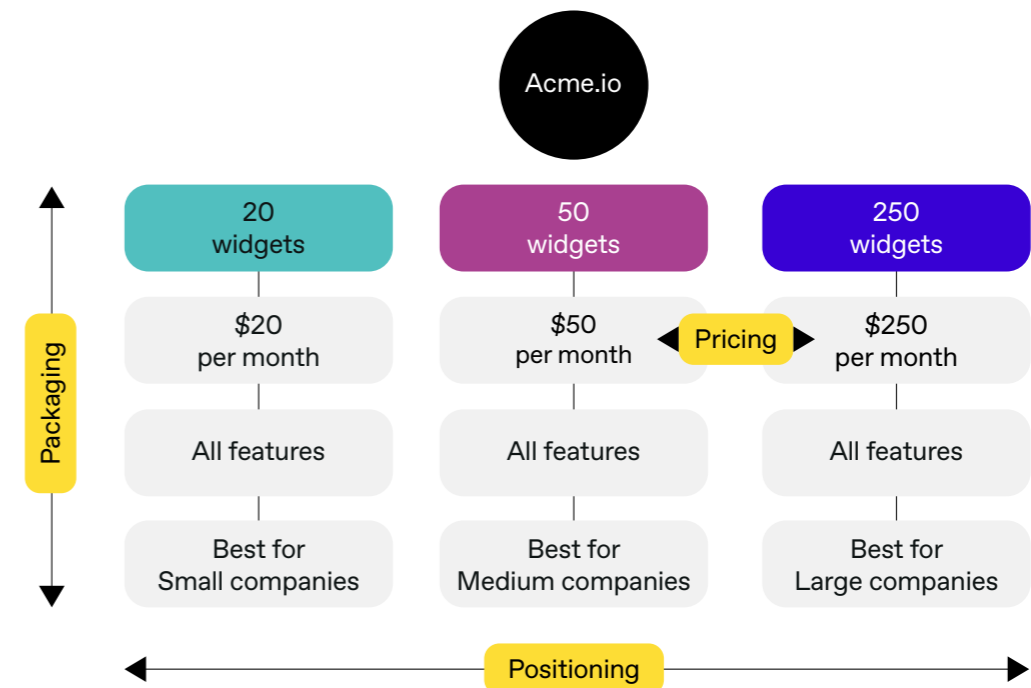 Acme.io
20
widgets
50
widgets
250
widgets
$20
per month
$50
per month
Pricing
$250
per month
Packaging
All features
All features
All features
Best for
Small companies
Best for
Medium companies
Best for
Large companies
Positioning